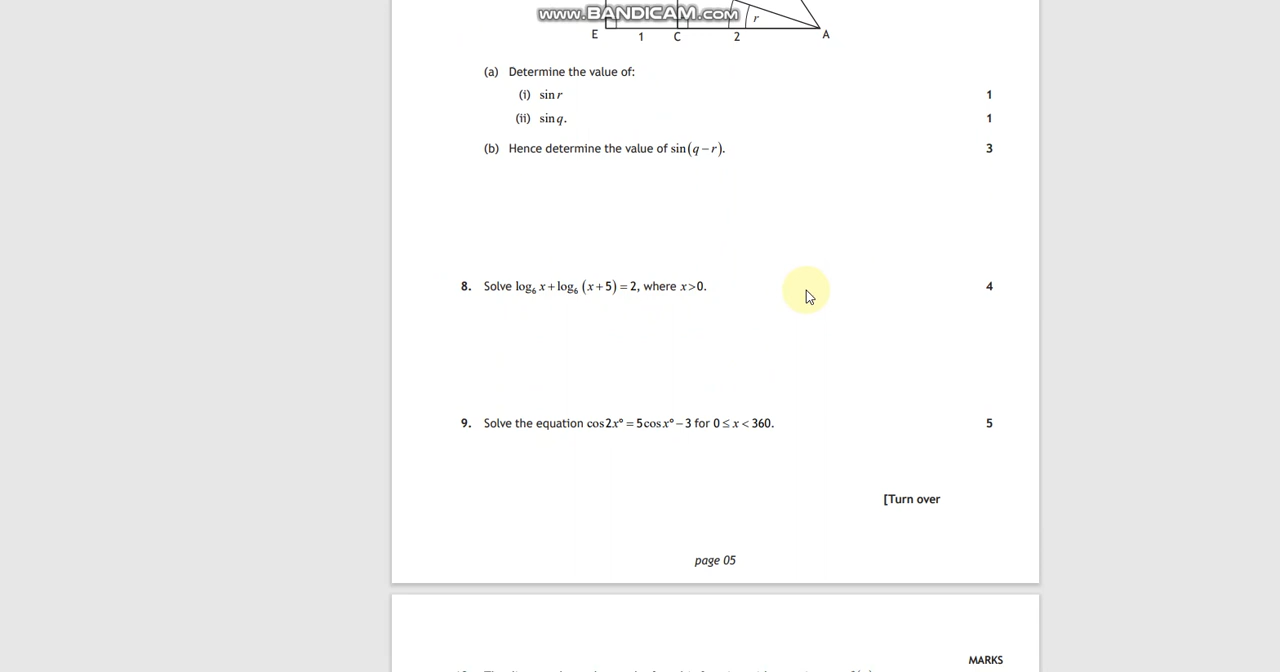 www.BANDICAM.com
r
E 1 C 2 A
(a) Determine the value of:
(i) sin r 1
(ii) sin q. 1
(b) Hence determine the value of sin(q − r). 3
8. Solve log₆ x + log₆ (x + 5) = 2, where x > 0. 4
9. Solve the equation cos 2x° = 5cos x° − 3 for 0 ≤ x < 360. 5
[Turn over
page 05
MARKS